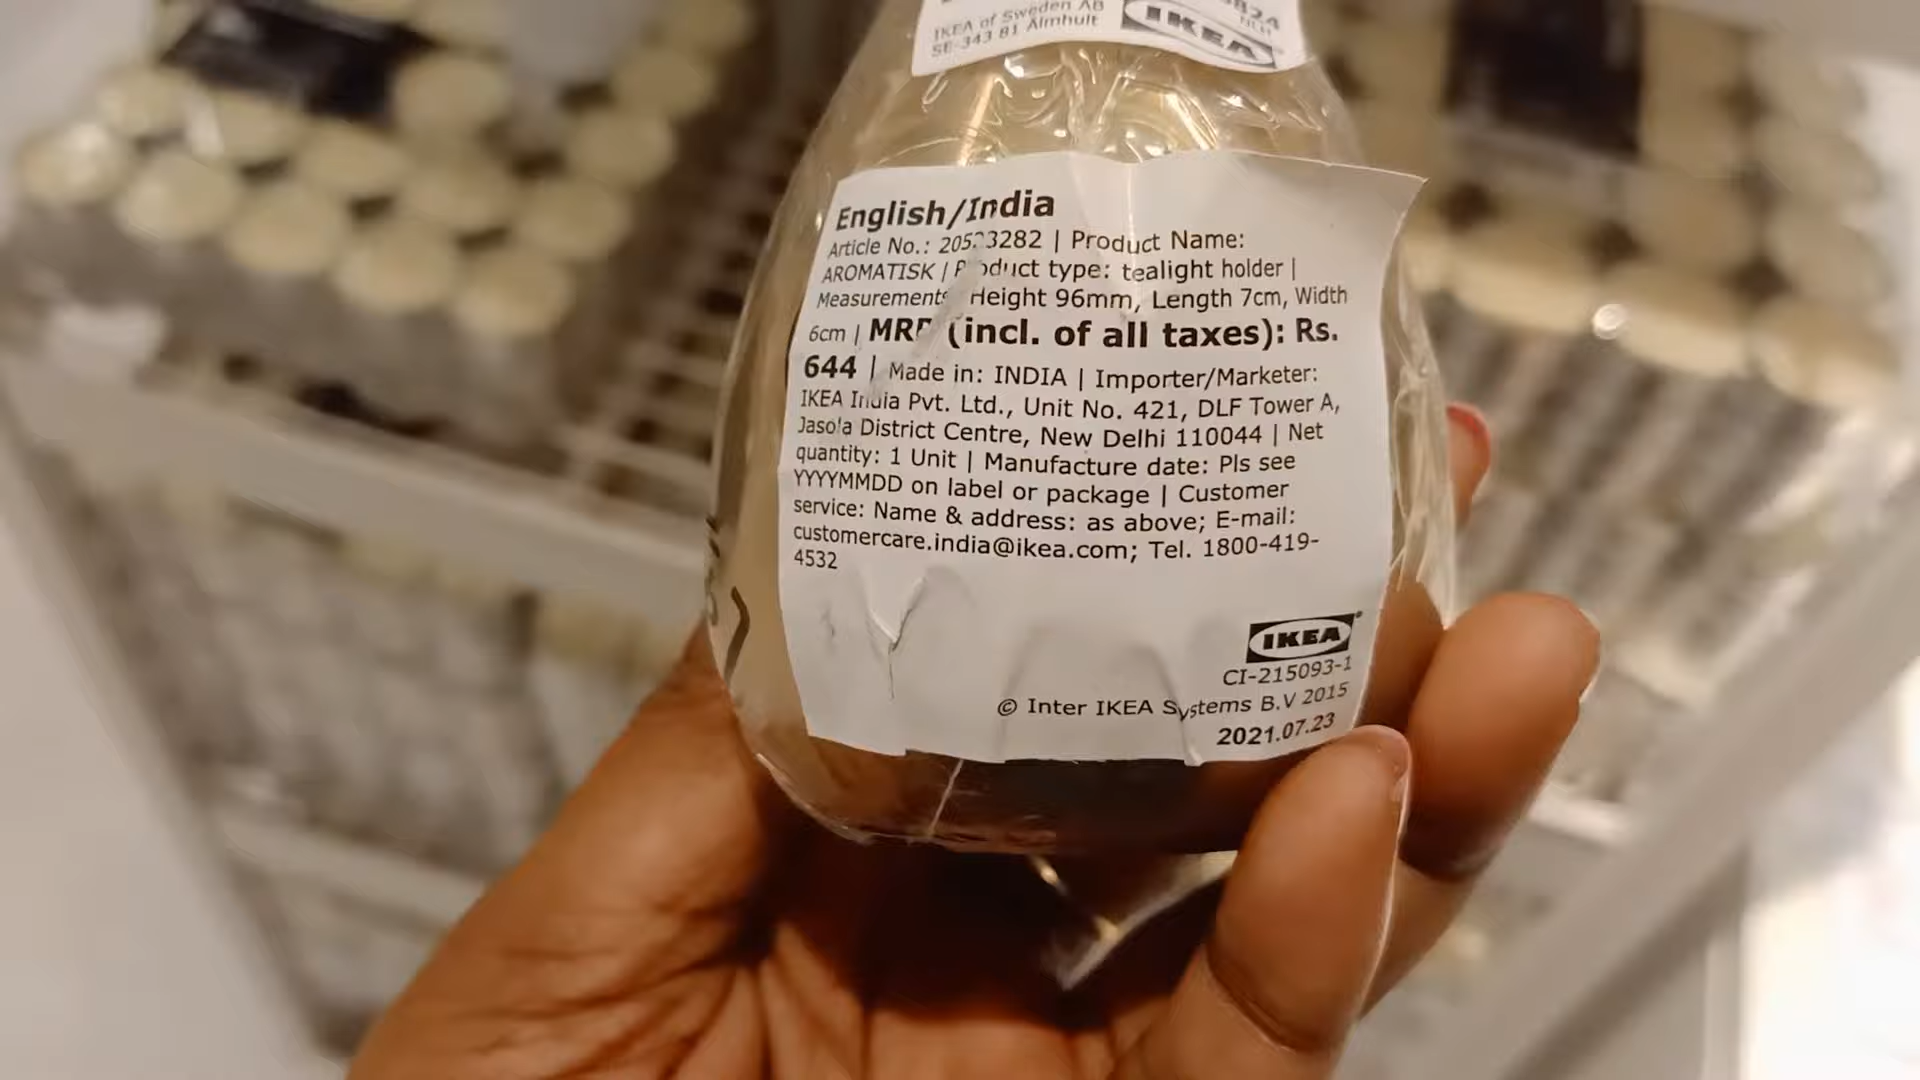 IKEA of Sweden AB
SE-343 81 Älmhult
IKEA
English/India
Article No.: | Product Name:
AROMATISK | Product type: tealight holder |
Measurements Height 96mm, Length 7cm, Width
6cm | MRP (incl. of all taxes): Rs.
644 | Made in: INDIA | Importer/Marketer:
IKEA India Pvt. Ltd., Unit No. 421, DLF Tower A,
Jasola District Centre, New Delhi 110044 | Net
quantity: 1 Unit | Manufacture date: Pls see
YYYYMMDD on label or package | Customer
service: Name & address: as above; E-mail:
customercare.india@ikea.com; Tel. 1800-419-
4532
IKEA
CI-215093-1
© Inter IKEA Systems B.V 2015
2021.07.23